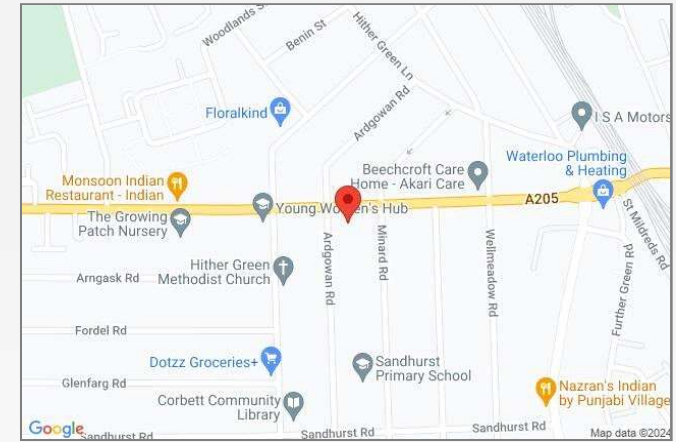 Woodlands S
Benin St
Hither Green Ln
Ardgowan Rd
Floralkind
I S A Motors
Beechcroft Care
Home - Akari Care
Waterloo Plumbing
& Heating
Monsoon Indian
Restaurant - Indian
A205
Young Women's Hub
The Growing
Patch Nursery
St Mildreds Rd
Ardgowan Rd
Minard Rd
Wellmeadow Rd
Further Green Rd
Hither Green
Methodist Church
Arngask Rd
Fordel Rd
Dotzz Groceries+
Sandhurst
Primary School
Glenfarg Rd
Corbett Community
Library
Nazran's Indian
by Punjabi Village
Google
Sandhurst Rd
Sandhurst Rd
Sandhurst Rd
Map data ©2024